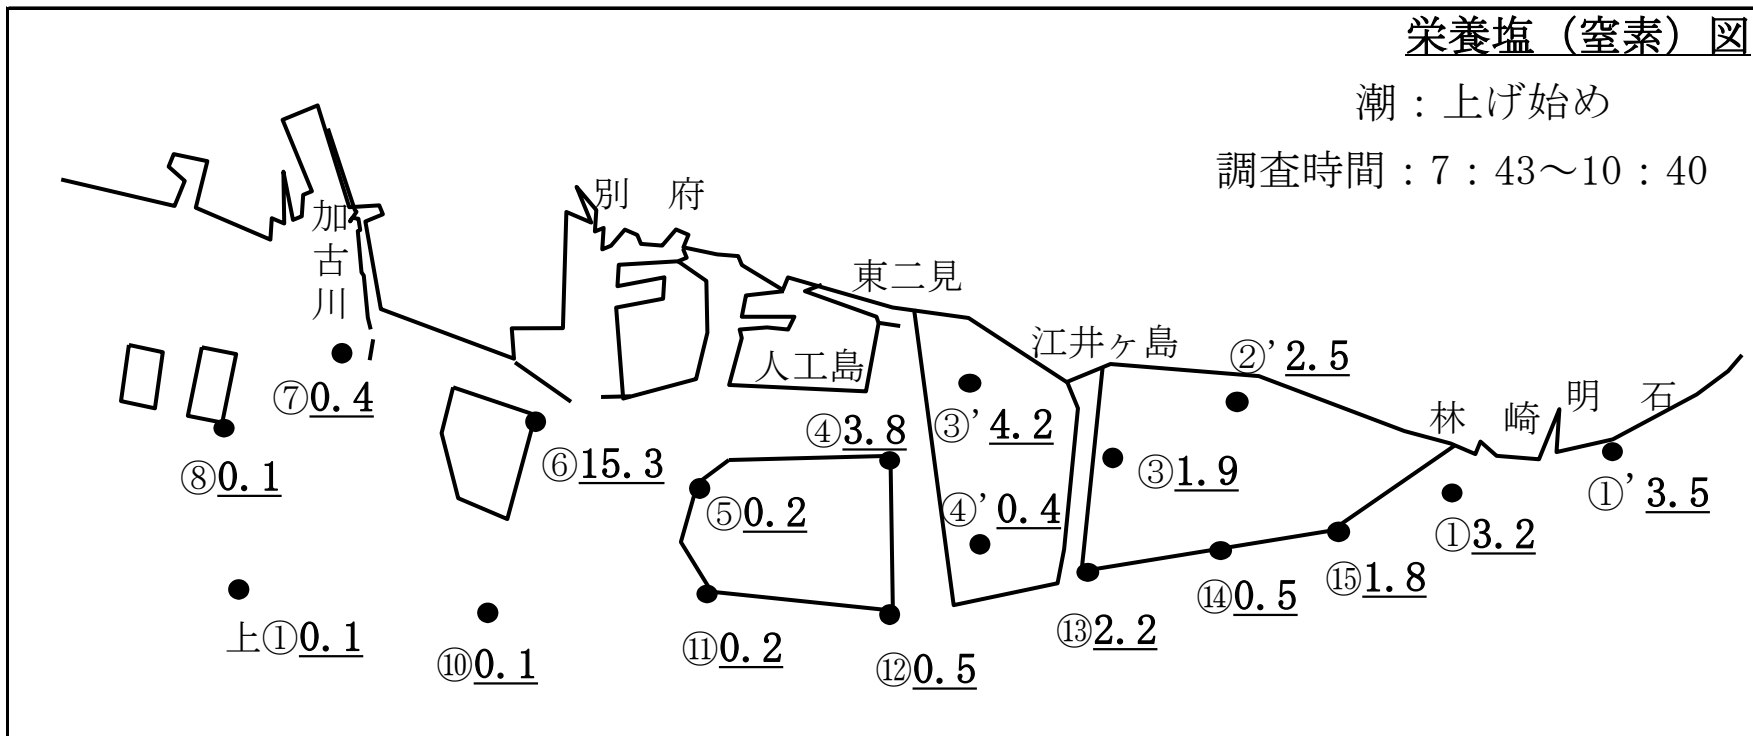 栄養塩（窒素）図
潮：上げ始め
調査時間：7：43～10：40
別　府
加古川
東二見
江井ヶ島
人工島
②’2.5
林　崎
明　石
⑦0.4
③’4.2
④3.8
⑧0.1
⑥15.3
③1.9
①’3.5
⑤0.2
④’0.4
①3.2
⑭0.5
⑮1.8
上①0.1
⑩0.1
⑪0.2
⑫0.5
⑬2.2